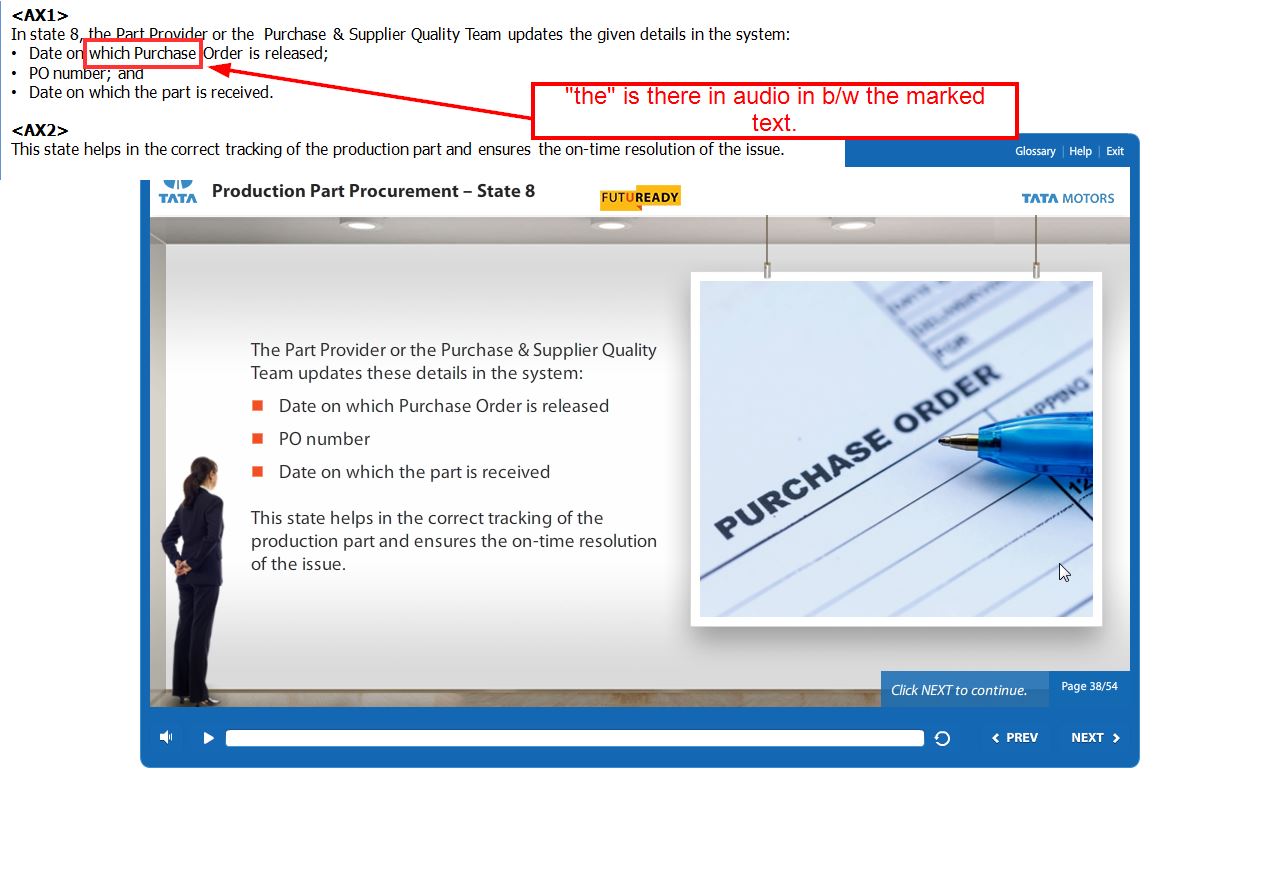 <AX1>
In state 8, the Part Provider or the Purchase & Supplier Quality Team updates the given details in the system:
• Date on which Purchase Order is released;
• PO number; and
• Date on which the part is received.
"the" is there in audio in b/w the marked
text.
<AX2>
This state helps in the correct tracking of the production part and ensures the on-time resolution of the issue.
Glossary | Help | Exit
TATA
Production Part Procurement – State 8
FUTUREADY
TATA MOTORS
The Part Provider or the Purchase & Supplier Quality
Team updates these details in the system:
Date on which Purchase Order is released
PO number
Date on which the part is received
This state helps in the correct tracking of the
production part and ensures the on-time resolution
of the issue.
FOR
PURCHASE ORDER
Click NEXT to continue.
Page 38/54
PREV
NEXT